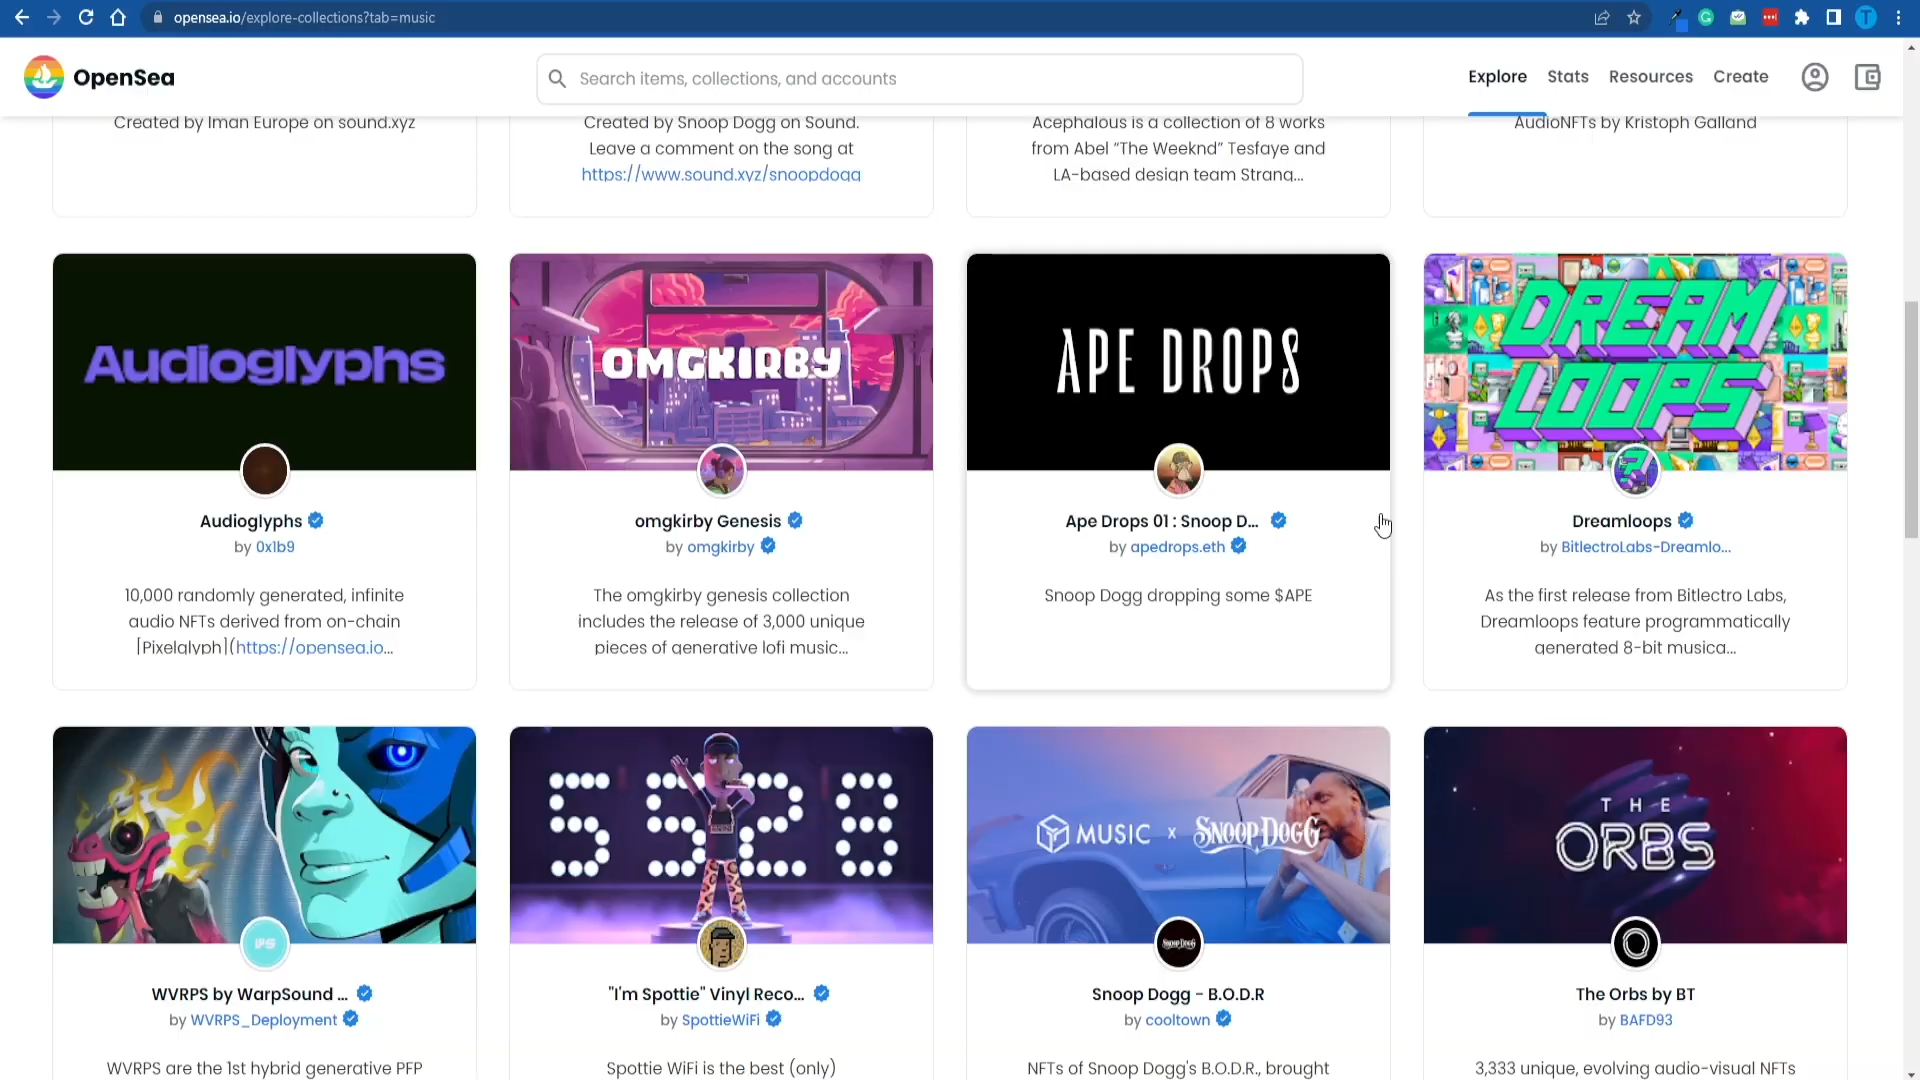 opensea.io/explore-collections?tab=music
T
OpenSea
Search items, collections, and accounts
Explore
Stats
Resources
Create
Created by Iman Europe on sound.xyz
Created by Snoop Dogg on Sound.
Leave a comment on the song at
https://www.sound.xyz/snoopdogg
Acephalous is a collection of 8 works
from Abel “The Weeknd” Tesfaye and
LA-based design team Strang...
AudioNFTs by Kristoph Galland
Audioglyphs
Audioglyphs
by 0x1b9
10,000 randomly generated, infinite
audio NFTs derived from on-chain
[Pixelglyph](https://opensea.io...
OMGKIRBY
omgkirby Genesis
by omgkirby
The omgkirby genesis collection
includes the release of 3,000 unique
pieces of generative lofi music...
APE DROPS
Ape Drops 01 : Snoop D...
by apedrops.eth
Snoop Dogg dropping some $APE
DREAM
LOOPS
Dreamloops
by BitlectroLabs-Dreamlo...
As the first release from Bitlectro Labs,
Dreamloops feature programmatically
generated 8-bit musica...
WVRPS by WarpSound ...
by WVRPS_Deployment
WVRPS are the 1st hybrid generative PFP
5528
"I'm Spottie" Vinyl Reco...
by SpottieWiFi
Spottie WiFi is the best (only)
MUSIC x SNOOP DOGG
SNOOP DOGG
Snoop Dogg - B.O.D.R
by cooltown
NFTs of Snoop Dogg's B.O.D.R., brought
THE
ORBS
The Orbs by BT
by BAFD93
3,333 unique, evolving audio-visual NFTs